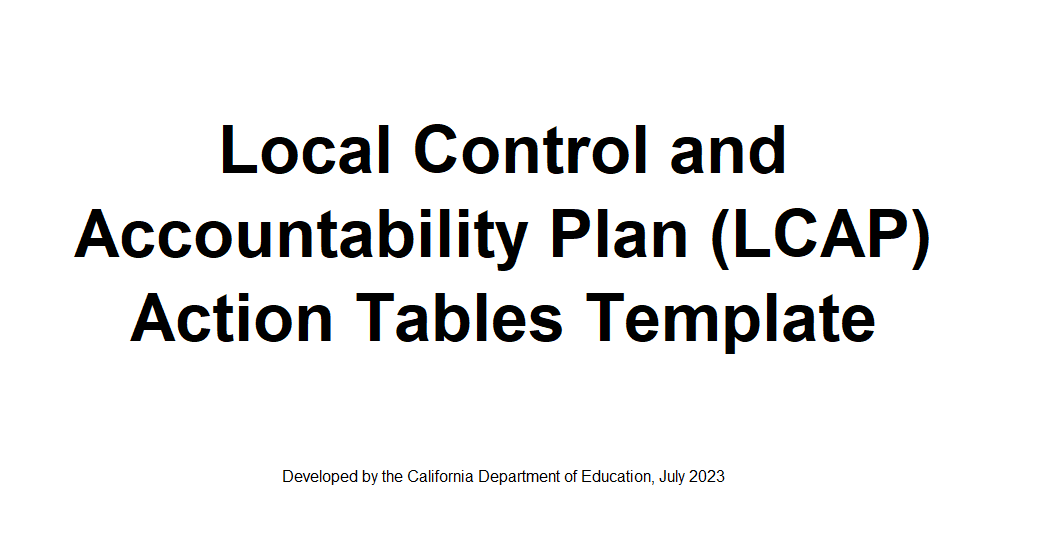 Local Control and
Accountability Plan (LCAP)
Action Tables Template
Developed by the California Department of Education, July 2023